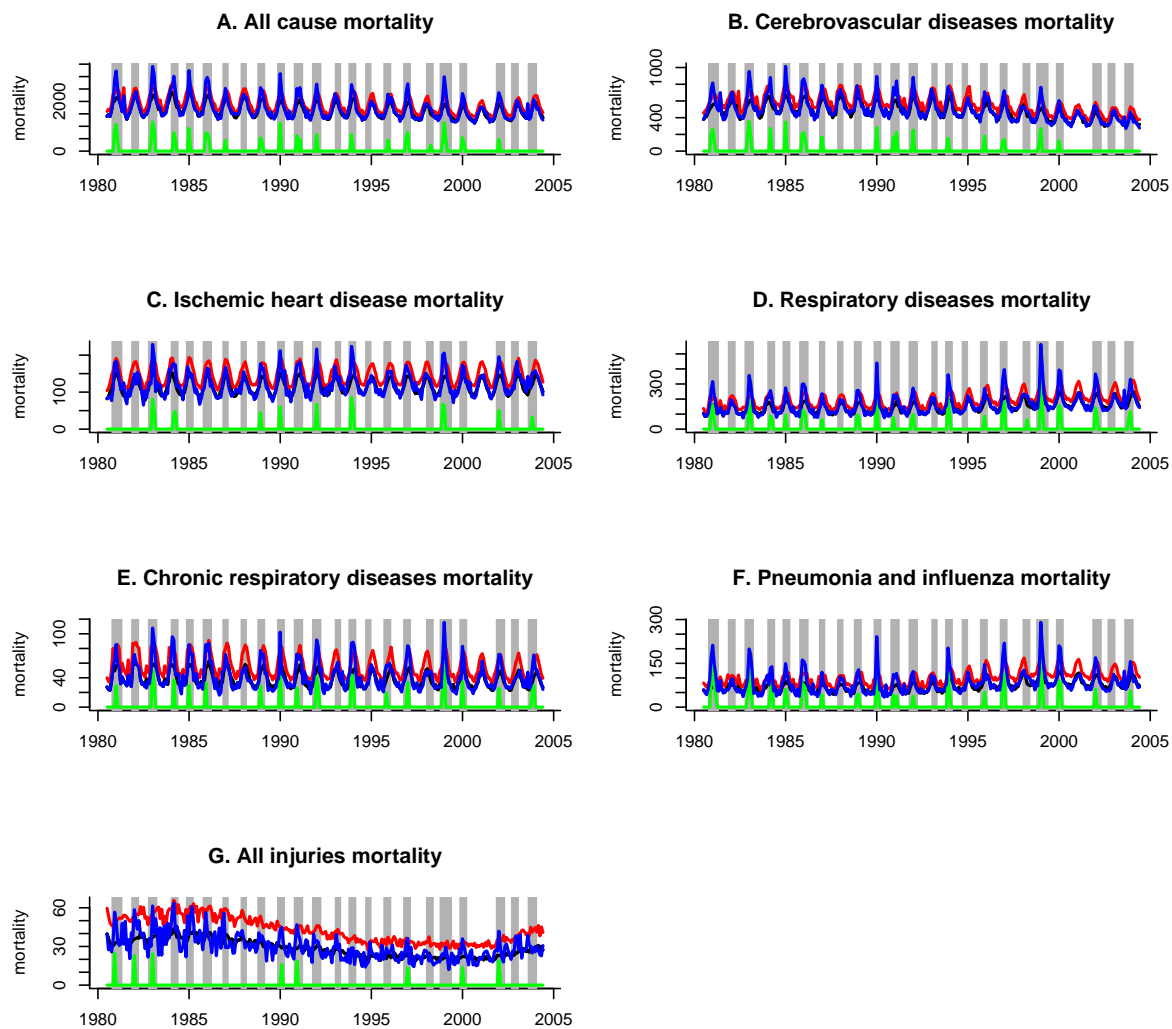 A. All cause mortality
mortality
2000
0
1980 1985 1990 1995 2000 2005
B. Cerebrovascular diseases mortality
mortality
1000
400
0
1980 1985 1990 1995 2000 2005
C. Ischemic heart disease mortality
mortality
100
0
1980 1985 1990 1995 2000 2005
D. Respiratory diseases mortality
mortality
300
0
1980 1985 1990 1995 2000 2005
E. Chronic respiratory diseases mortality
mortality
100
40
0
1980 1985 1990 1995 2000 2005
F. Pneumonia and influenza mortality
mortality
300
150
0
1980 1985 1990 1995 2000 2005
G. All injuries mortality
mortality
60
30
0
1980 1985 1990 1995 2000 2005